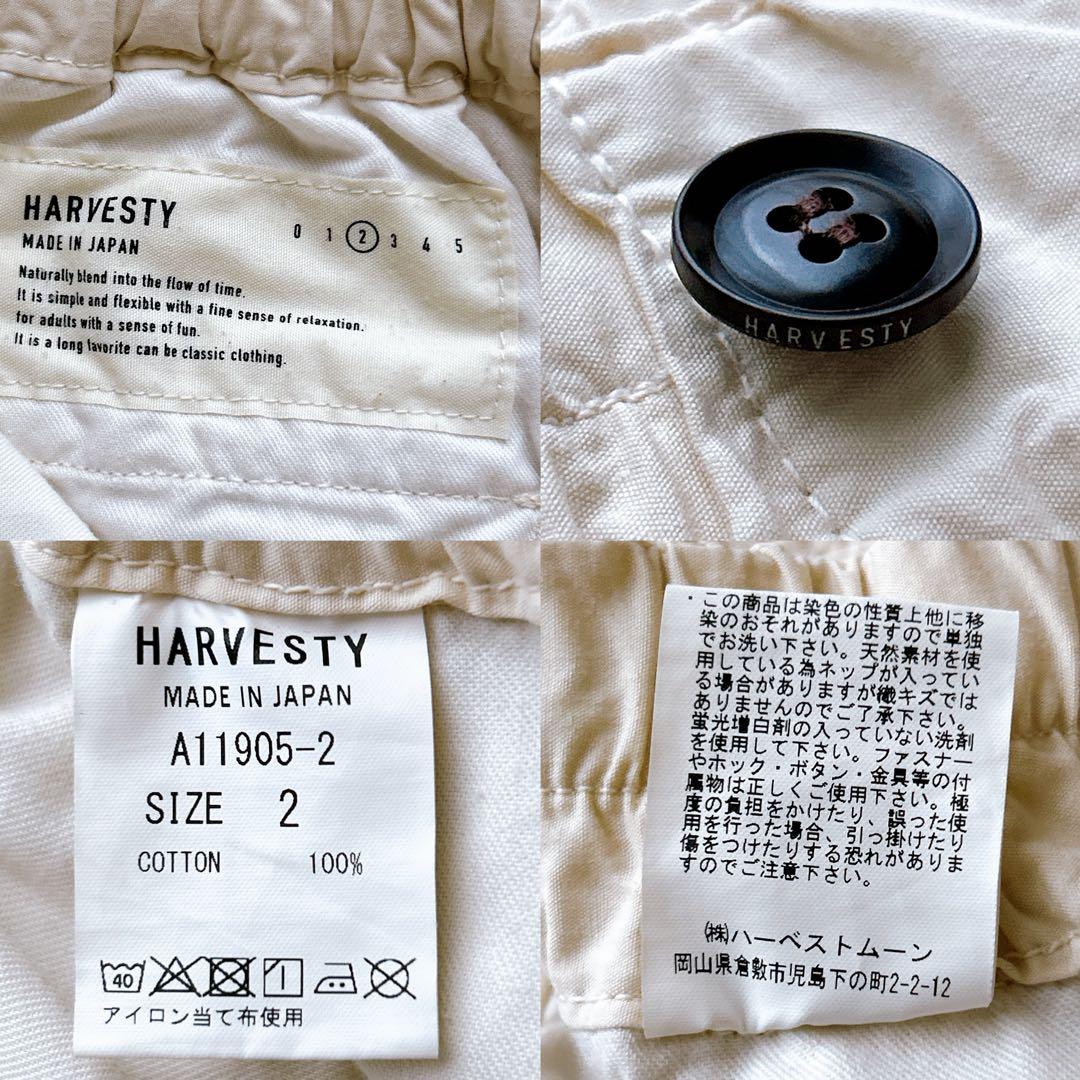 HARVESTY
MADE IN JAPAN
0 1 2 3 4 5
Naturally blend into the flow of time.
It is simple and flexible with a fine sense of relaxation.
for adults with a sense of fun.
It is a long favorite can be classic clothing.
HARVESTY
HARVESTY
MADE IN JAPAN
A11905-2
SIZE 2
COTTON 100%
40
アイロン当て布使用
・この商品は染色の性質上他に移
染のおそれがありますので単独
でお洗い下さい。天然素材を使
用している為ネップが入ってい
る場合がありますが織キズでは
ありませんのでご了承下さい。
蛍光増白剤の入っていない洗剤
を使用して下さい。ファスナー
やホック・ボタン・金具等の付
属物は正しくご使用下さい。極
度の負担をかけたり、誤った使
用を行った場合、引っ掛けたり
傷をつけたりする恐れがありま
すのでご注意下さい。
㈱ハーベストムーン
岡山県倉敷市児島下の町2-2-12